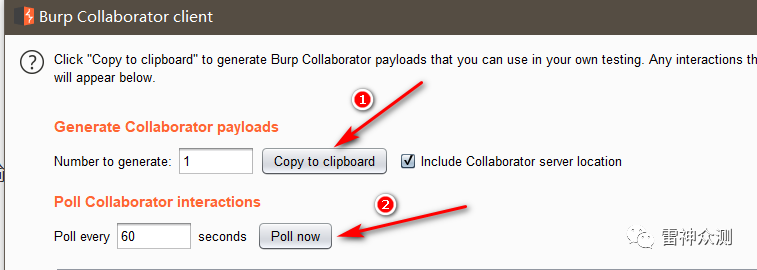 Burp Collaborator client
Click "Copy to clipboard" to generate Burp Collaborator payloads that you can use in your own testing. Any interactions th
will appear below.
1
Generate Collaborator payloads
Number to generate: 1 Copy to clipboard Include Collaborator server location
Poll Collaborator interactions
2
Poll every 60 seconds Poll now
雷神众测